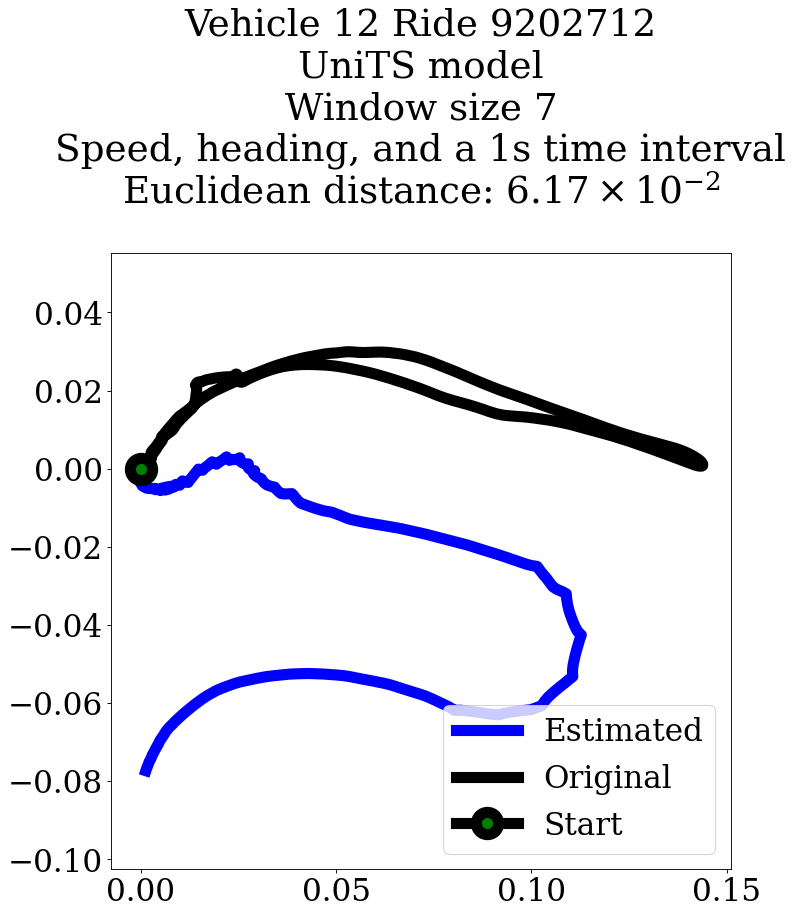 Vehicle 12 Ride 9202712
UniTS model
Window size 7
Speed, heading, and a 1s time interval
Euclidean distance: 6.17 × 10⁻²
0.04
0.02
0.00
−0.02
−0.04
−0.06
−0.08
−0.10
Estimated
Original
Start
0.00 0.05 0.10 0.15